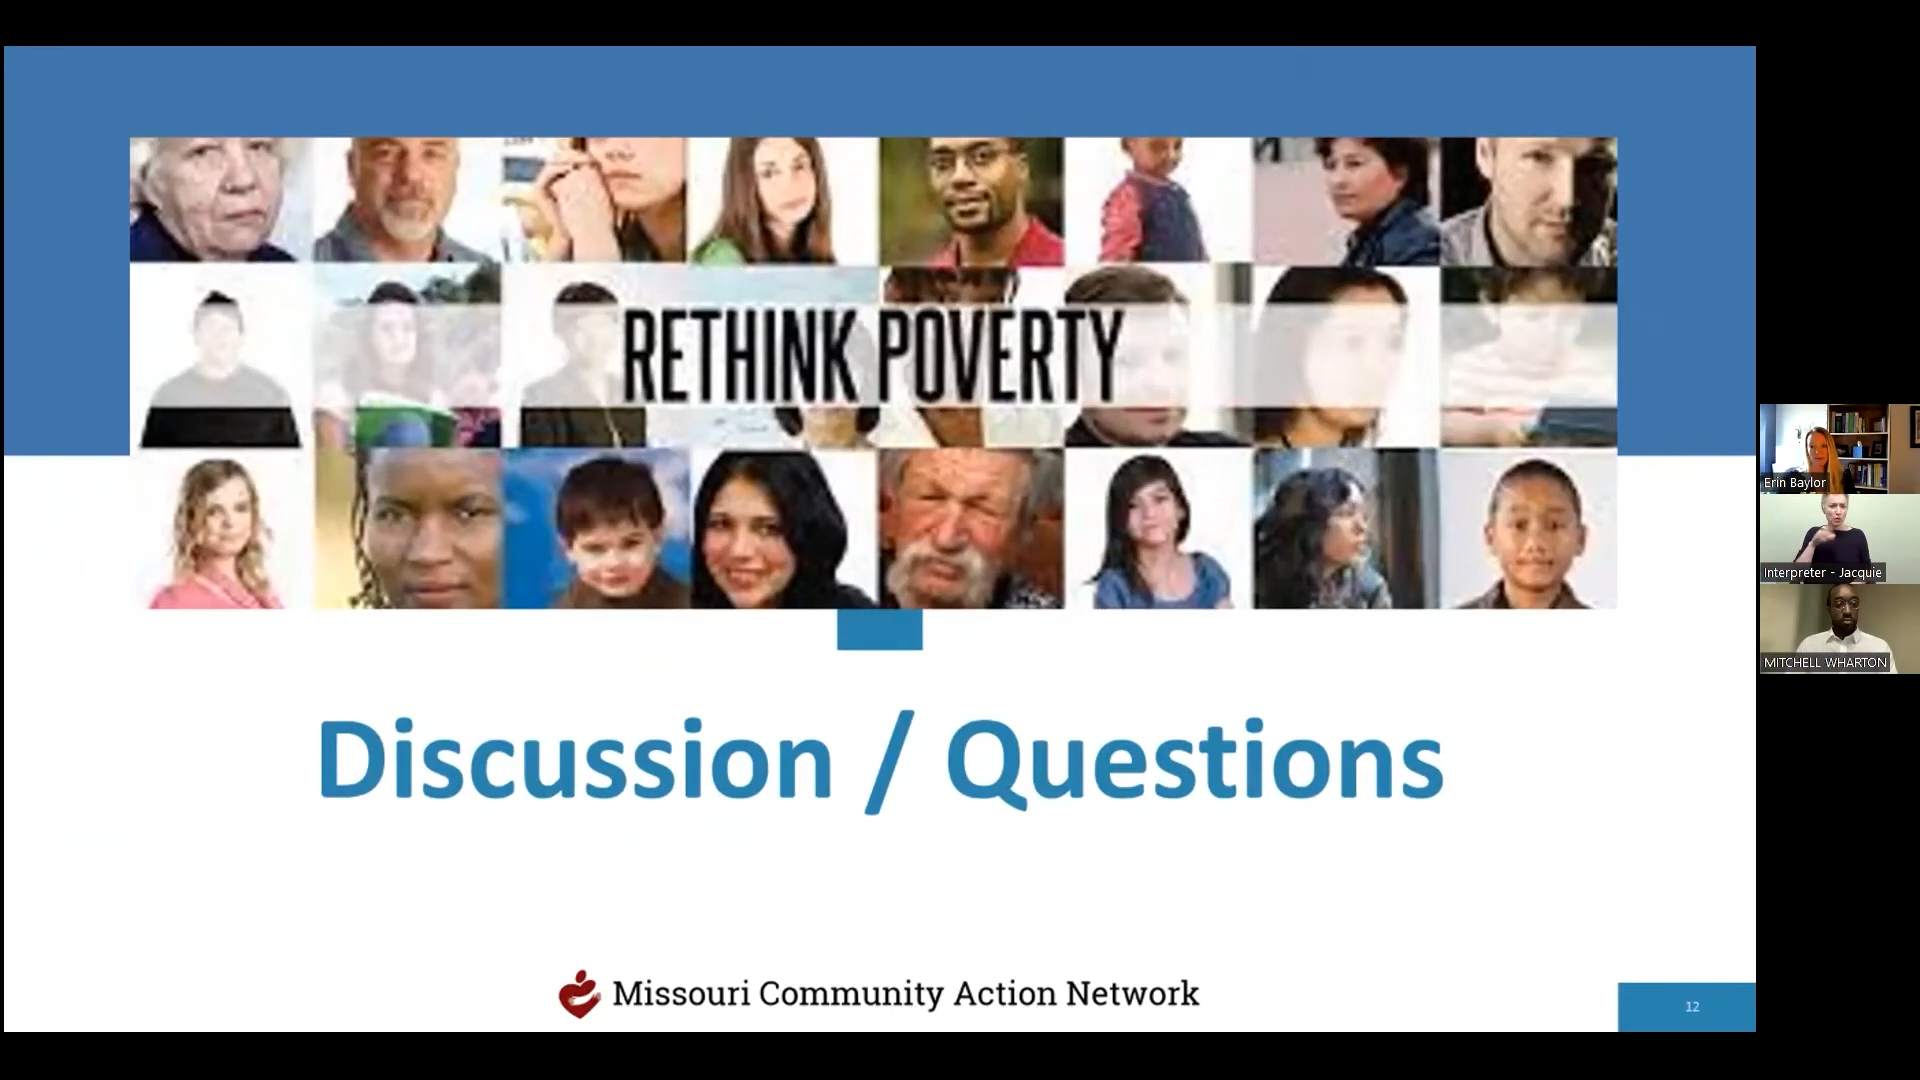 RETHINK POVERTY
Discussion / Questions
Missouri Community Action Network
12
Erin Baylor
Interpreter - Jacquie
MITCHELL WHARTON